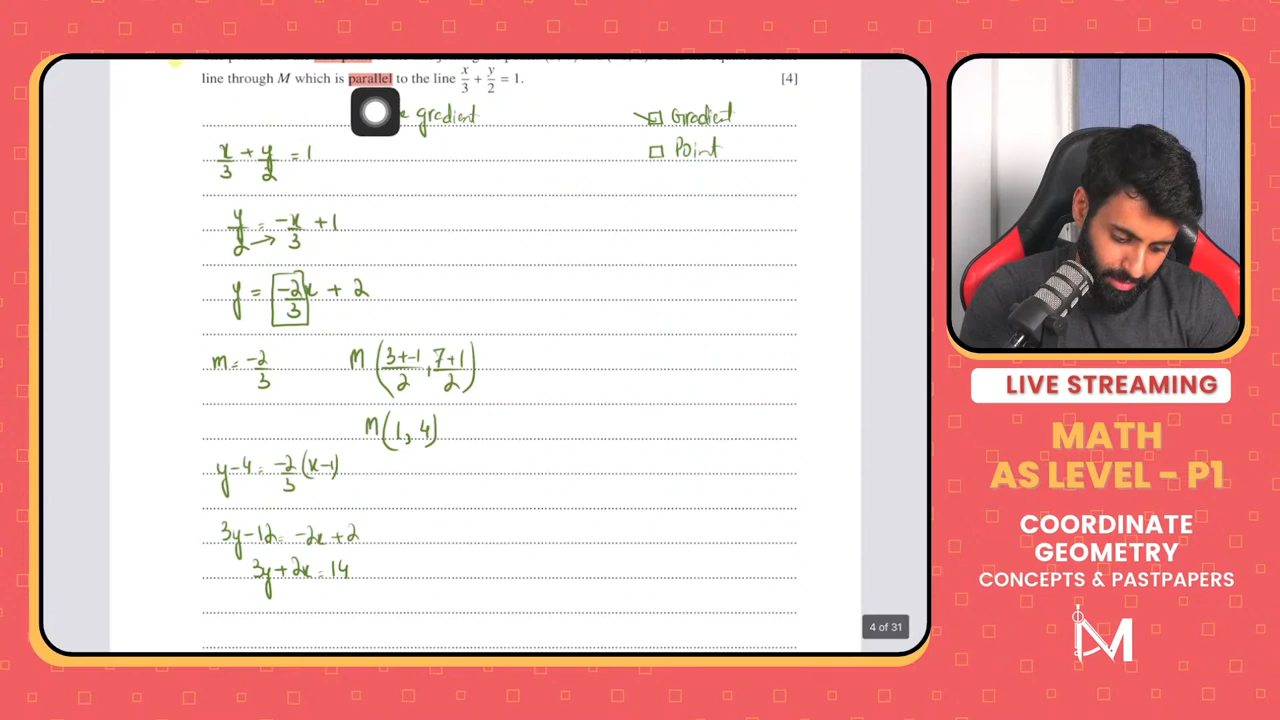 line through M which is parallel to the line x/3 + y/2 = 1. [4]
gradient
Gradient
x/3 + y/2 = 1
Point
y/2 = -x/3 + 1
y = -2/3 x + 2
m = -2/3
M (3+-1/2, 7+1/2)
M(1, 4)
y-4 = -2/3 (x-1)
3y-12 = -2x+2
3y+2x=14
4 of 31
LIVE STREAMING
MATH
AS LEVEL - P1
COORDINATE
GEOMETRY
CONCEPTS & PASTPAPERS
M